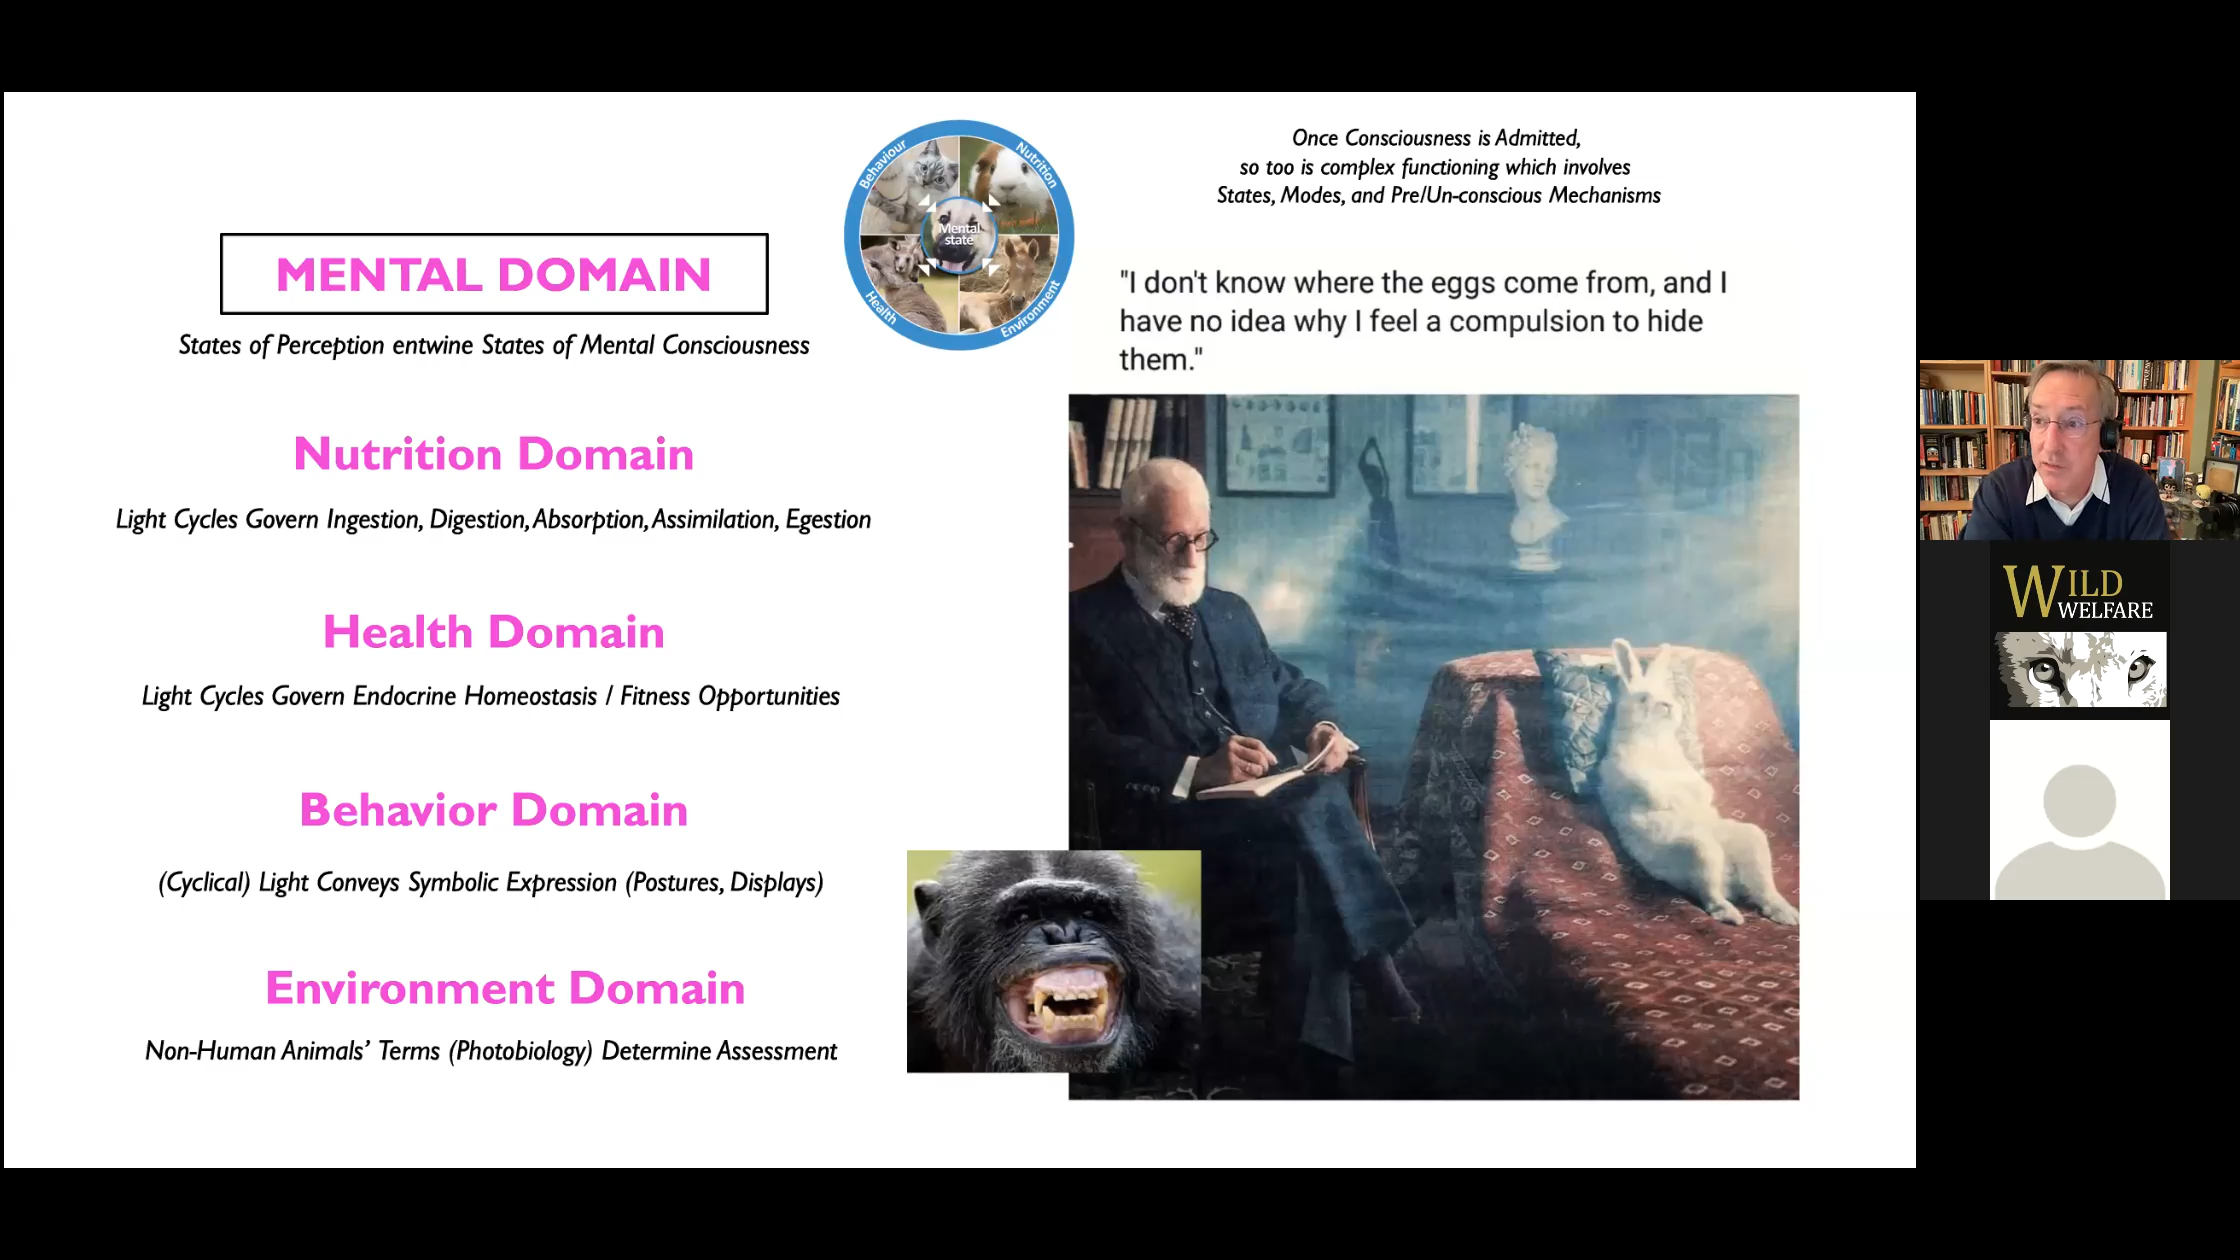 MENTAL DOMAIN
States of Perception entwine States of Mental Consciousness
Nutrition Domain
Light Cycles Govern Ingestion, Digestion, Absorption, Assimilation, Egestion
Health Domain
Light Cycles Govern Endocrine Homeostasis / Fitness Opportunities
Behavior Domain
(Cyclical) Light Conveys Symbolic Expression (Postures, Displays)
Environment Domain
Non-Human Animals’ Terms (Photobiology) Determine Assessment
Behaviour
Nutrition
Mental
state
Health
Environment
Once Consciousness is Admitted,
so too is complex functioning which involves
States, Modes, and Pre/Un-conscious Mechanisms
"I don't know where the eggs come from, and I
have no idea why I feel a compulsion to hide
them."
WILD
WELFARE